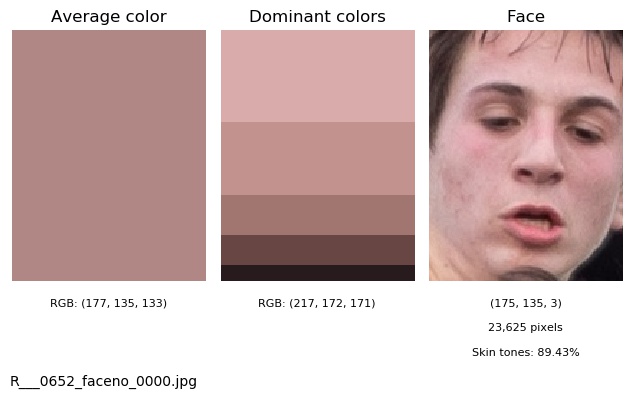 Average color
Dominant colors
Face
RGB: (177, 135, 133)
RGB: (217, 172, 171)
(175, 135, 3)
23,625 pixels
Skin tones: 89.43%
R___0652_faceno_0000.jpg